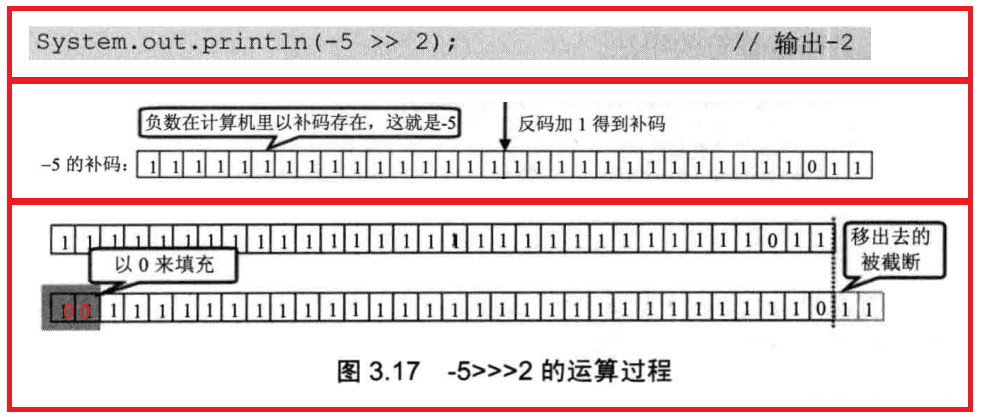 System.out.println(-5 >> 2); // 输出-2
负数在计算机里以补码存在，这就是-5
反码加 1 得到补码
-5 的补码： 1 1 1 1 1 1 1 1 1 1 1 1 1 1 1 1 1 1 1 1 1 1 1 1 1 1 1 1 1 0 1 1
1 1 1 1 1 1 1 1 1 1 1 1 1 1 1 1 1 1 1 1 1 1 1 1 1 1 1 1 1 0 1 1
移出去的
被截断
以 0 来填充
0 0 1 1 1 1 1 1 1 1 1 1 1 1 1 1 1 1 1 1 1 1 1 1 1 1 1 1 1 1 1 0 1 1
图 3.17 -5>>>2 的运算过程